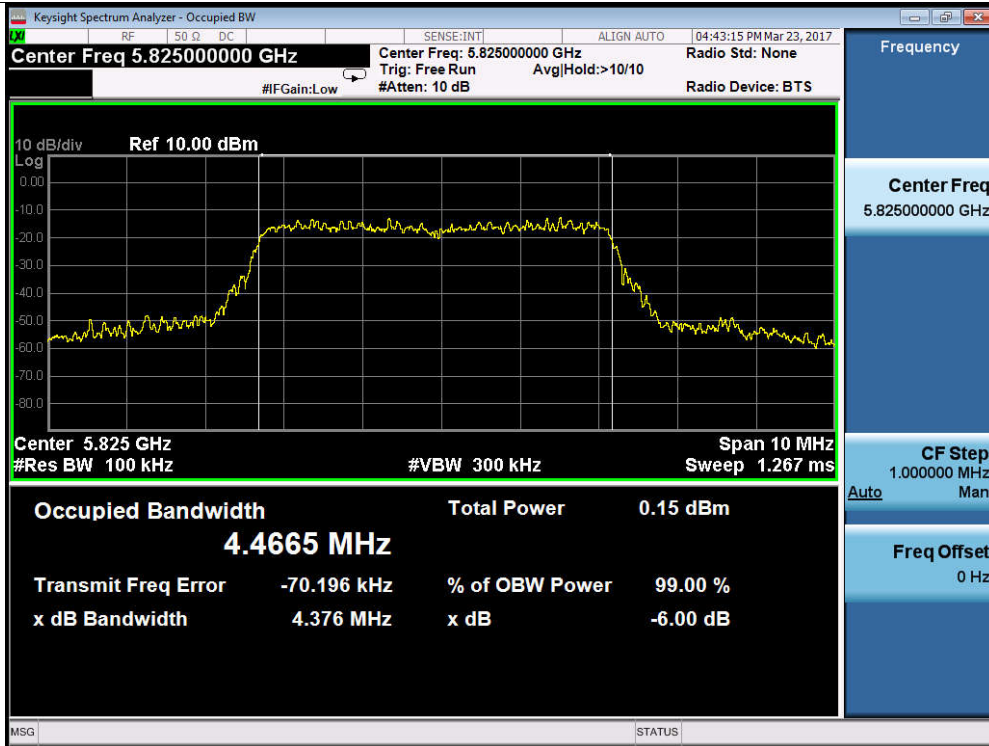 Keysight Spectrum Analyzer - Occupied BW
LXI RF 50 Ω DC SENSE:INT ALIGN AUTO 04:43:15 PM Mar 23, 2017
Center Freq 5.825000000 GHz
Center Freq: 5.825000000 GHz Radio Std: None
Trig: Free Run Avg|Hold:>10/10
#IFGain:Low #Atten: 10 dB Radio Device: BTS
10 dB/div Ref 10.00 dBm
Log
0.00
-10.0
-20.0
-30.0
-40.0
-50.0
-60.0
-70.0
-80.0
Center 5.825 GHz Span 10 MHz
#Res BW 100 kHz #VBW 300 kHz Sweep 1.267 ms
Occupied Bandwidth Total Power 0.15 dBm
4.4665 MHz
Transmit Freq Error -70.196 kHz % of OBW Power 99.00 %
x dB Bandwidth 4.376 MHz x dB -6.00 dB
MSG STATUS
Frequency
Center Freq
5.825000000 GHz
CF Step
1.000000 MHz
Auto Man
Freq Offset
0 Hz